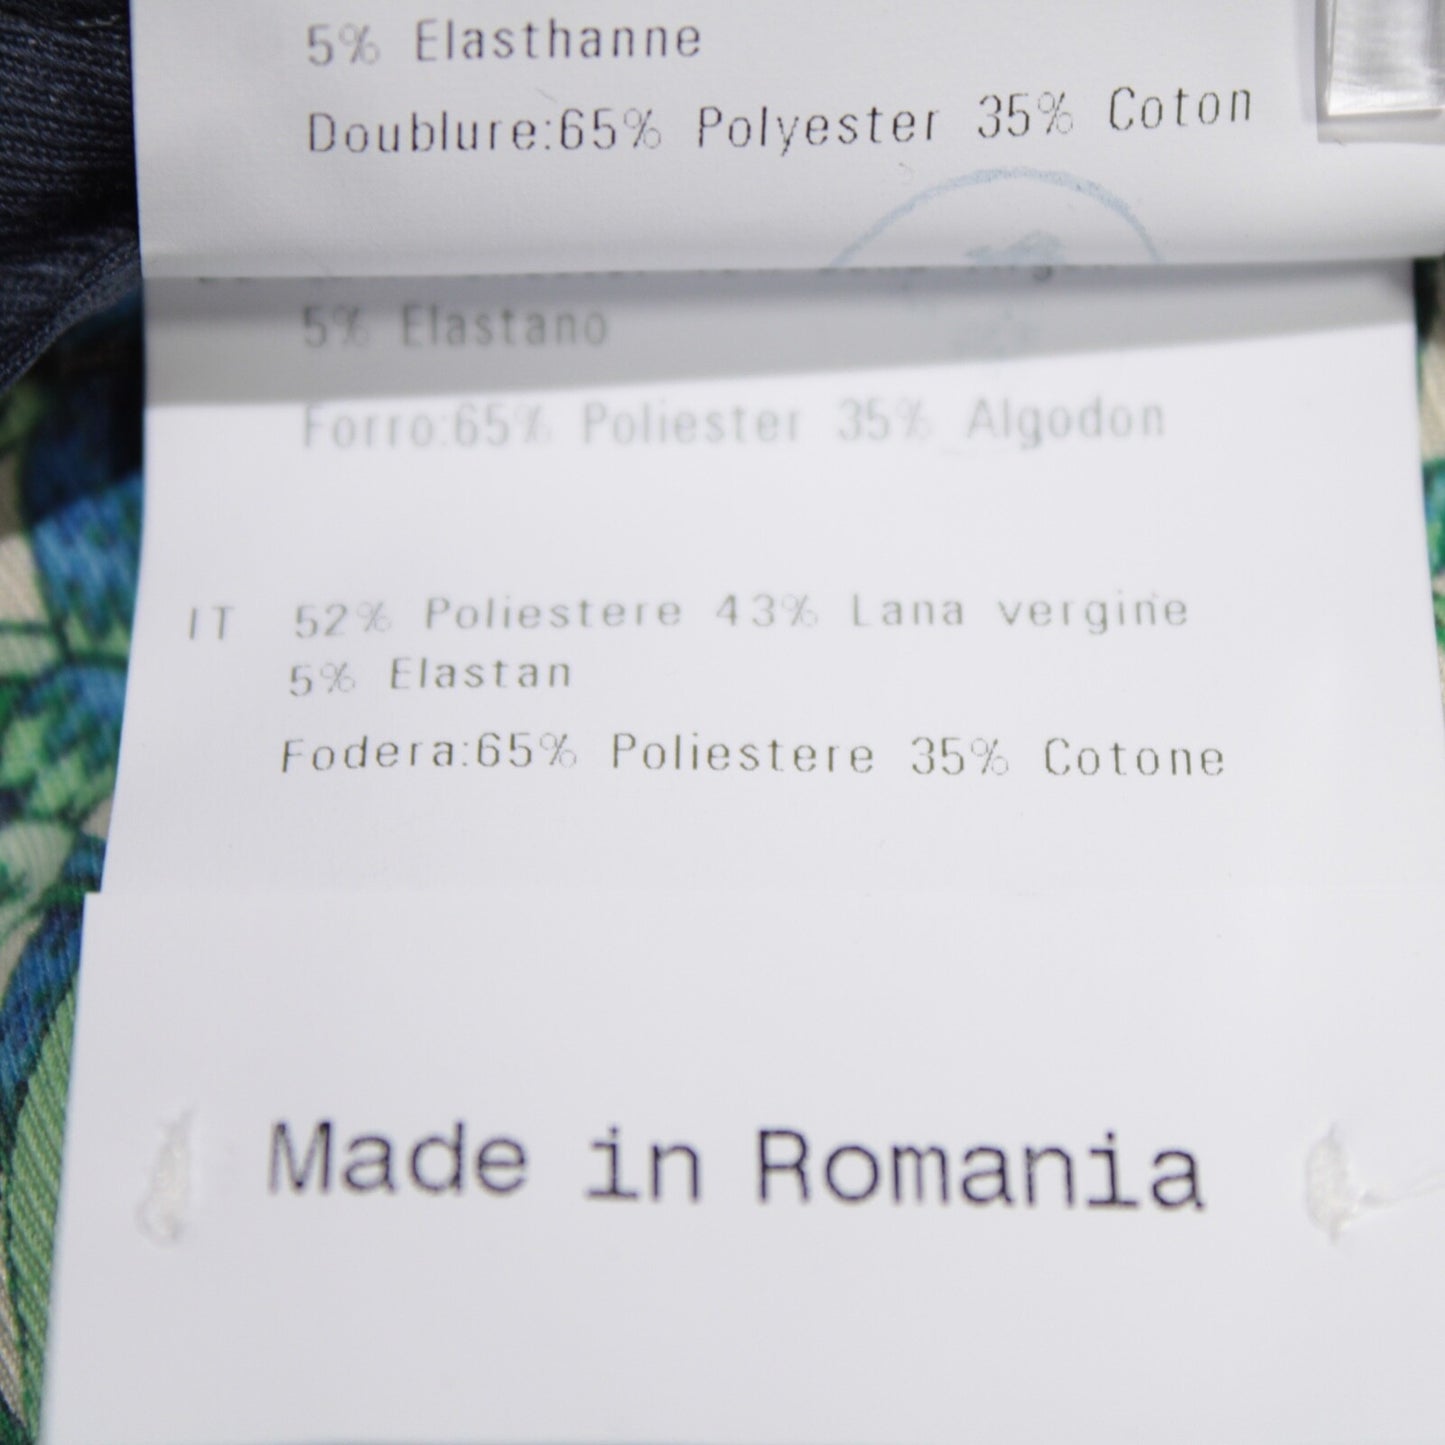 5% Elasthanne
Doublure:65% Polyester 35% Coton
5% Elastano
Forro:65% Poliester 35% Algodon
IT 52% Poliestere 43% Lana vergine
5% Elastan
Fodera:65% Poliestere 35% Cotone
Made in Romania